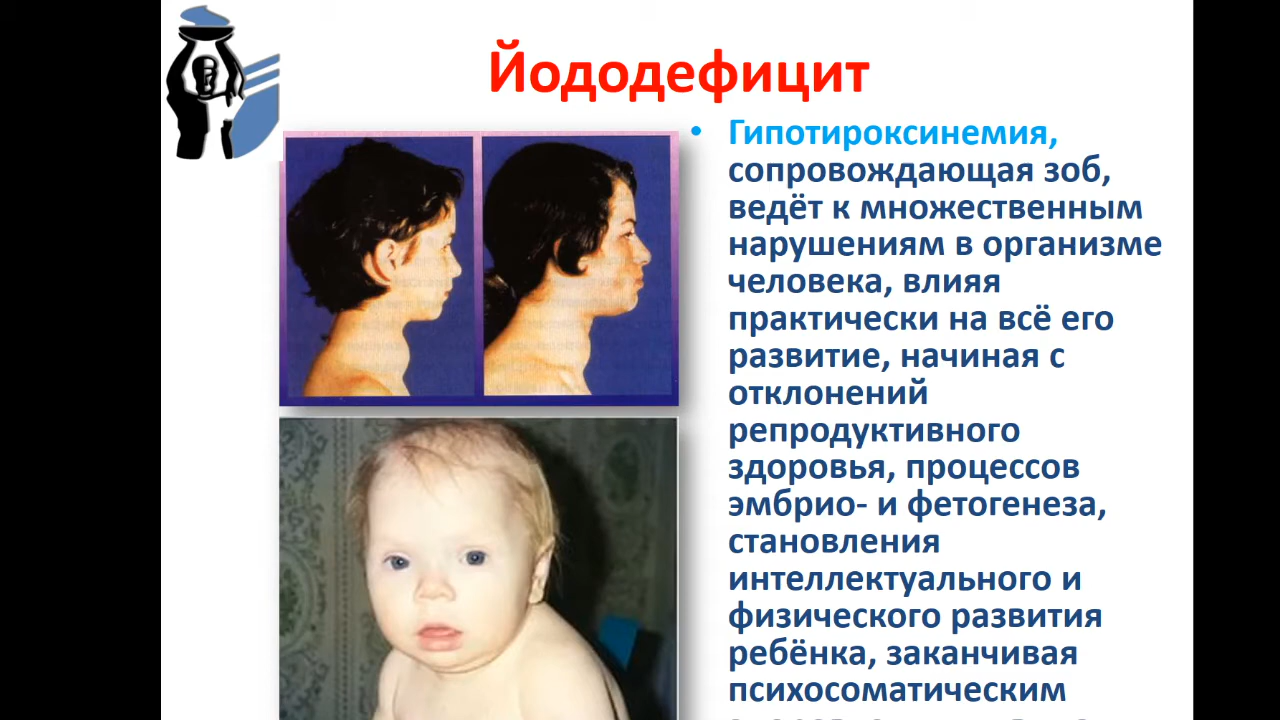 Йододефицит
• Гипотироксинемия,
сопровождающая зоб,
ведёт к множественным
нарушениям в организме
человека, влияя
практически на всё его
развитие, начиная с
отклонений
репродуктивного
здоровья, процессов
эмбрио- и фетогенеза,
становления
интеллектуального и
физического развития
ребёнка, заканчивая
психосоматическим